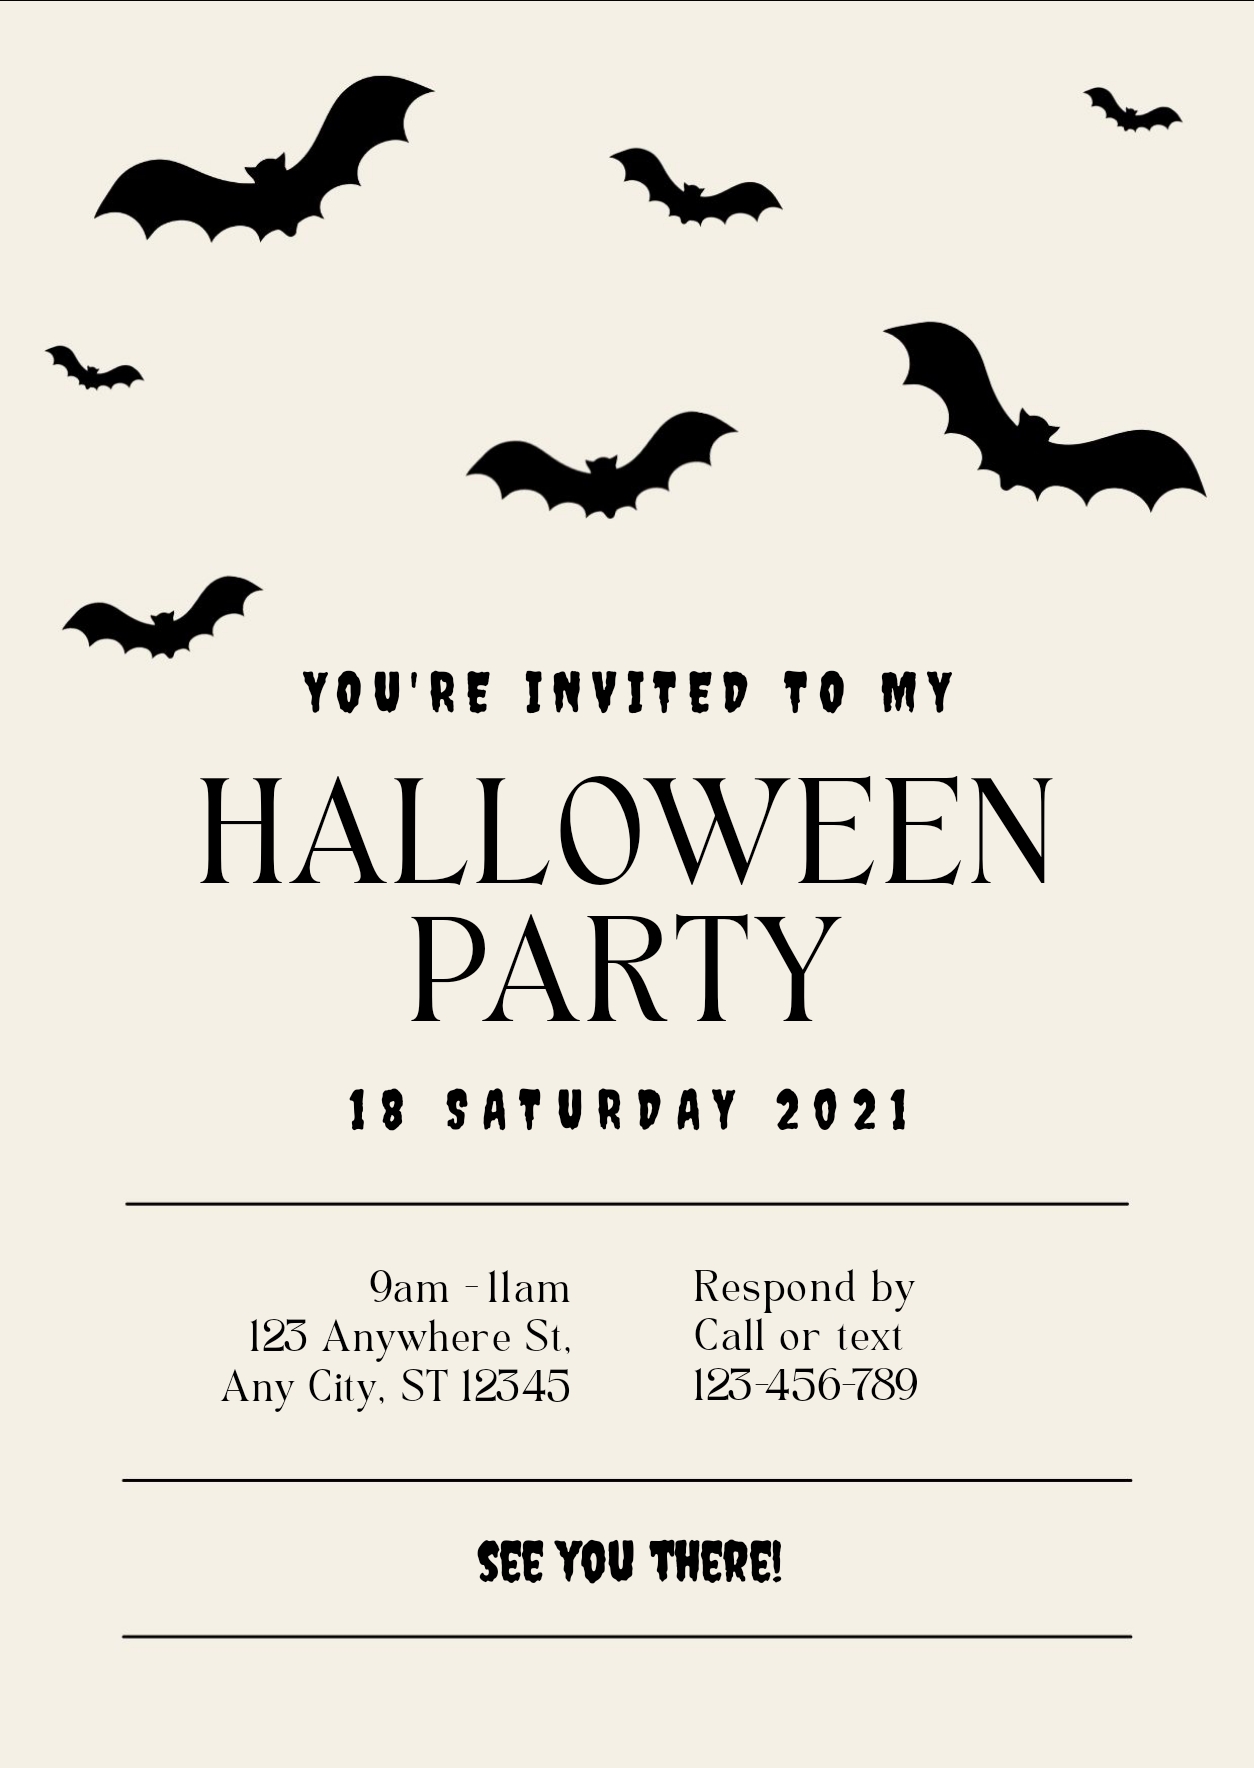 YOU'RE INVITED TO MY
HALLOWEEN
PARTY
18 SATURDAY 2021
9am - 11am
123 Anywhere St,
Any City, ST 12345
Respond by
Call or text
123-456-789
SEE YOU THERE!